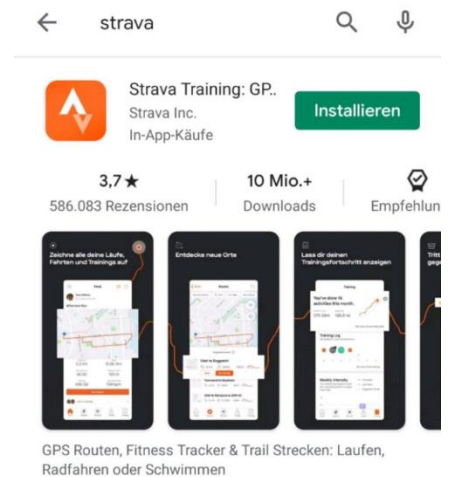 strava
Strava Training: GP..
Strava Inc.
In-App-Käufe
Installieren
3,7★
586.083 Rezensionen
10 Mio.+
Downloads
Empfehlun
Zeichne alle deine Läufe,
Fahrten und Trainings auf
Entdecke neue Orte
Lass dir deinen
Trainingsfortschritt anzeigen
Tritt
GPS Routen, Fitness Tracker & Trail Strecken: Laufen,
Radfahren oder Schwimmen